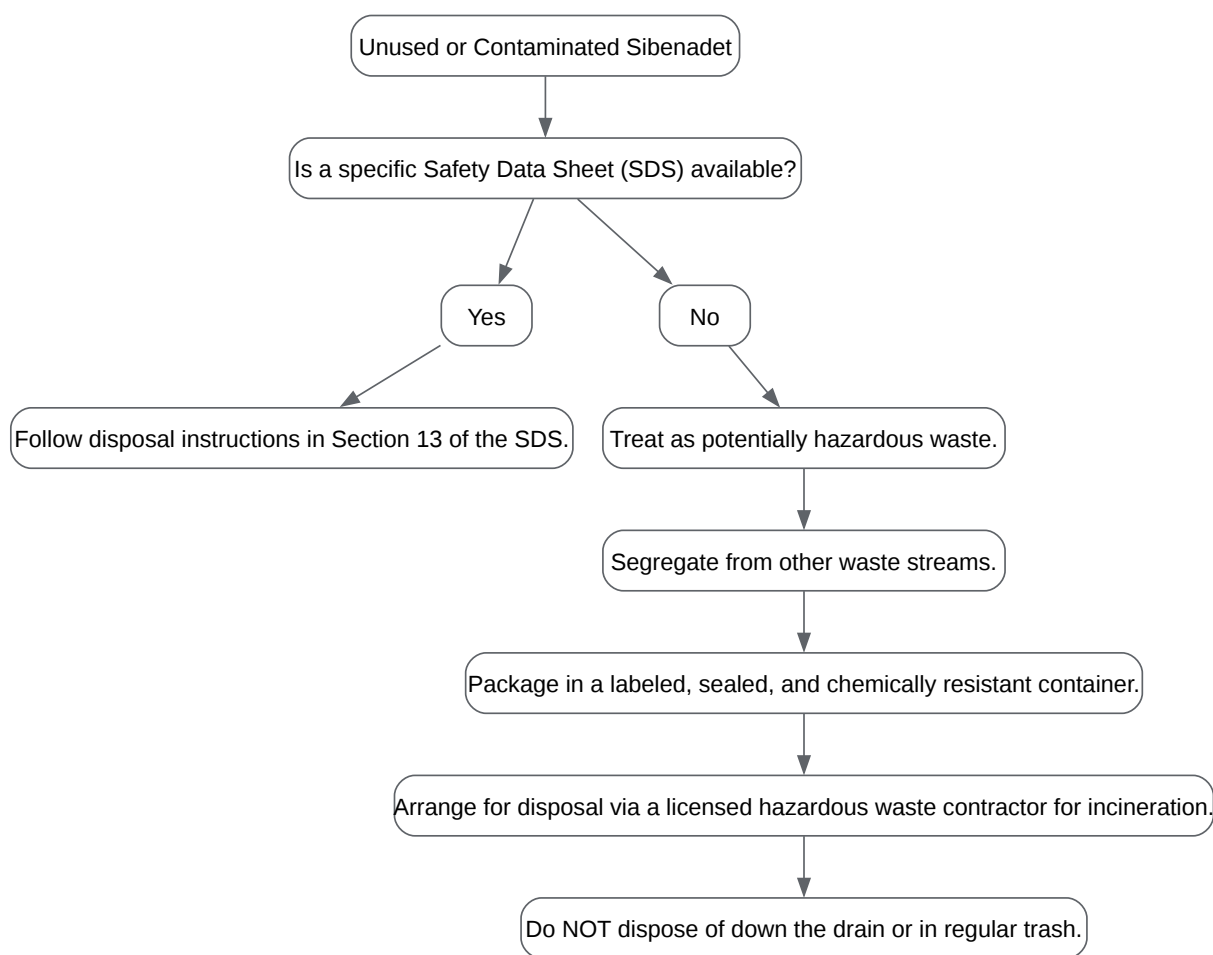 Unused or Contaminated Sibenadet
Is a specific Safety Data Sheet (SDS) available?
Yes
No
Follow disposal instructions in Section 13 of the SDS.
Treat as potentially hazardous waste.
Segregate from other waste streams.
Package in a labeled, sealed, and chemically resistant container.
Arrange for disposal via a licensed hazardous waste contractor for incineration.
Do NOT dispose of down the drain or in regular trash.